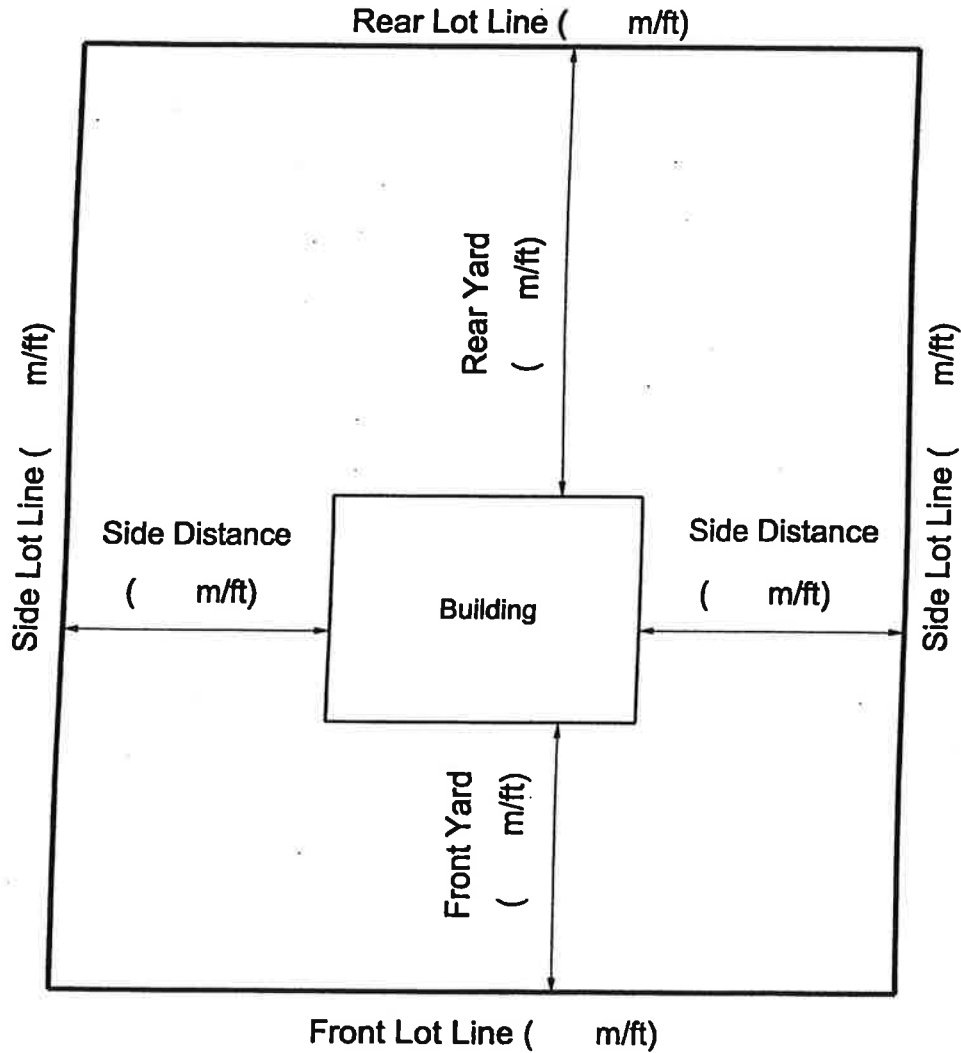 Rear Lot Line (      m/ft)
Rear Yard
(      m/ft)
Side Lot Line (      m/ft)
Side Lot Line (      m/ft)
Side Distance
(      m/ft)
Side Distance
(      m/ft)
Building
Front Yard
(      m/ft)
Front Lot Line (      m/ft)